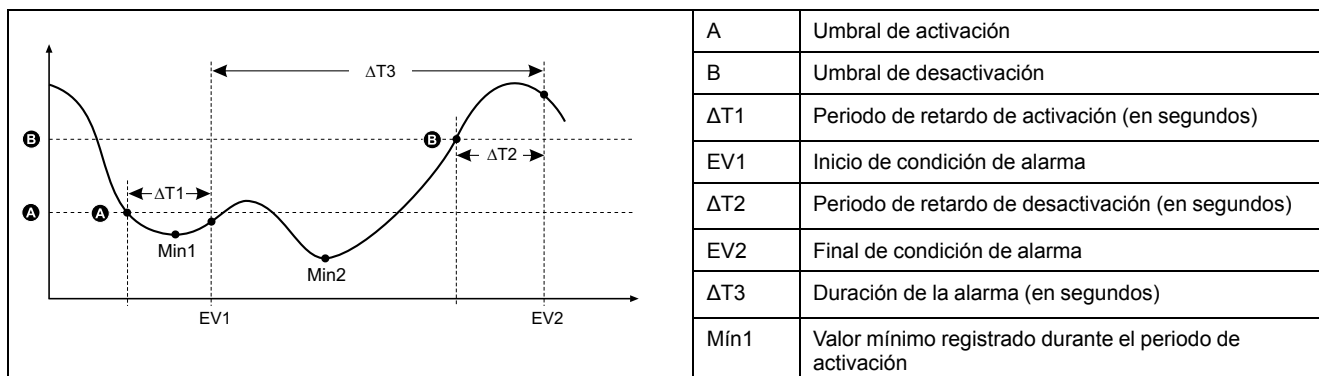 ΔT3
B
B
ΔT2
ΔT1
A
A
Min1
Min2
EV1
EV2
A Umbral de activación
B Umbral de desactivación
ΔT1 Periodo de retardo de activación (en segundos)
EV1 Inicio de condición de alarma
ΔT2 Periodo de retardo de desactivación (en segundos)
EV2 Final de condición de alarma
ΔT3 Duración de la alarma (en segundos)
Mín1 Valor mínimo registrado durante el periodo de
activación